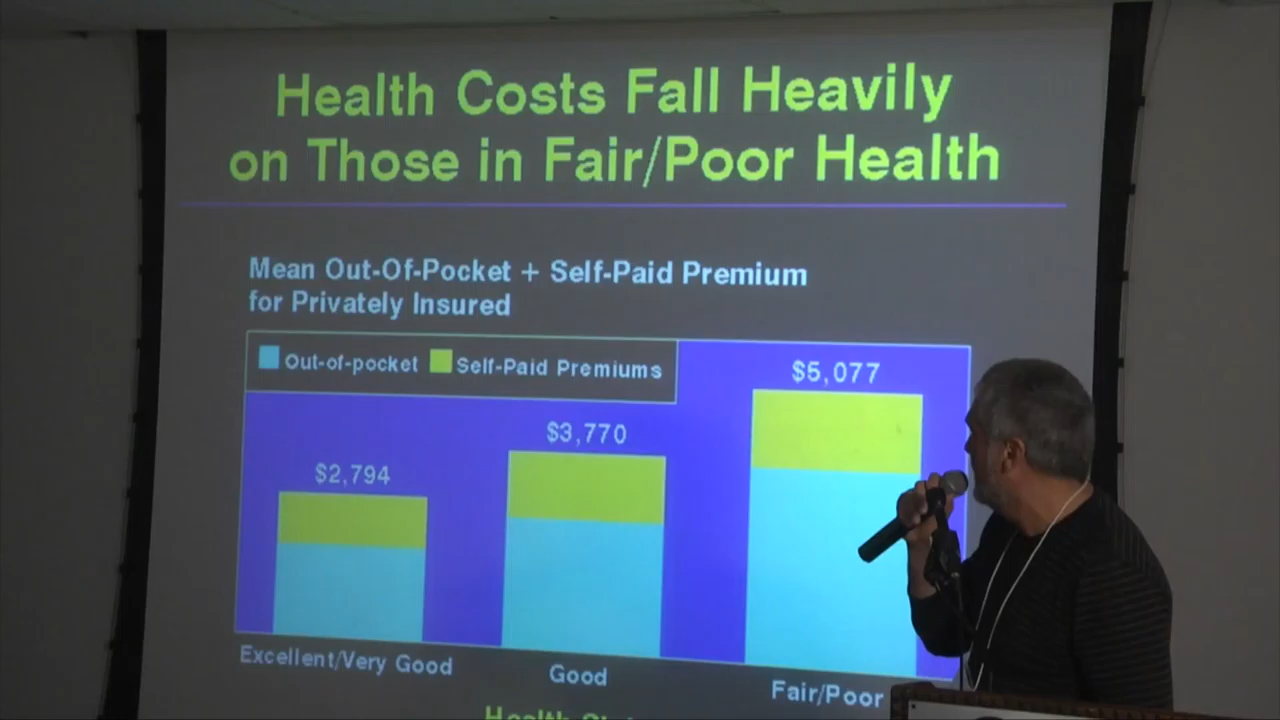 Health Costs Fall Heavily
on Those in Fair/Poor Health
Mean Out-Of-Pocket + Self-Paid Premium
for Privately Insured
Out-of-pocket Self-Paid Premiums
$2,794
$3,770
$5,077
Excellent/Very Good
Good
Fair/Poor
Health